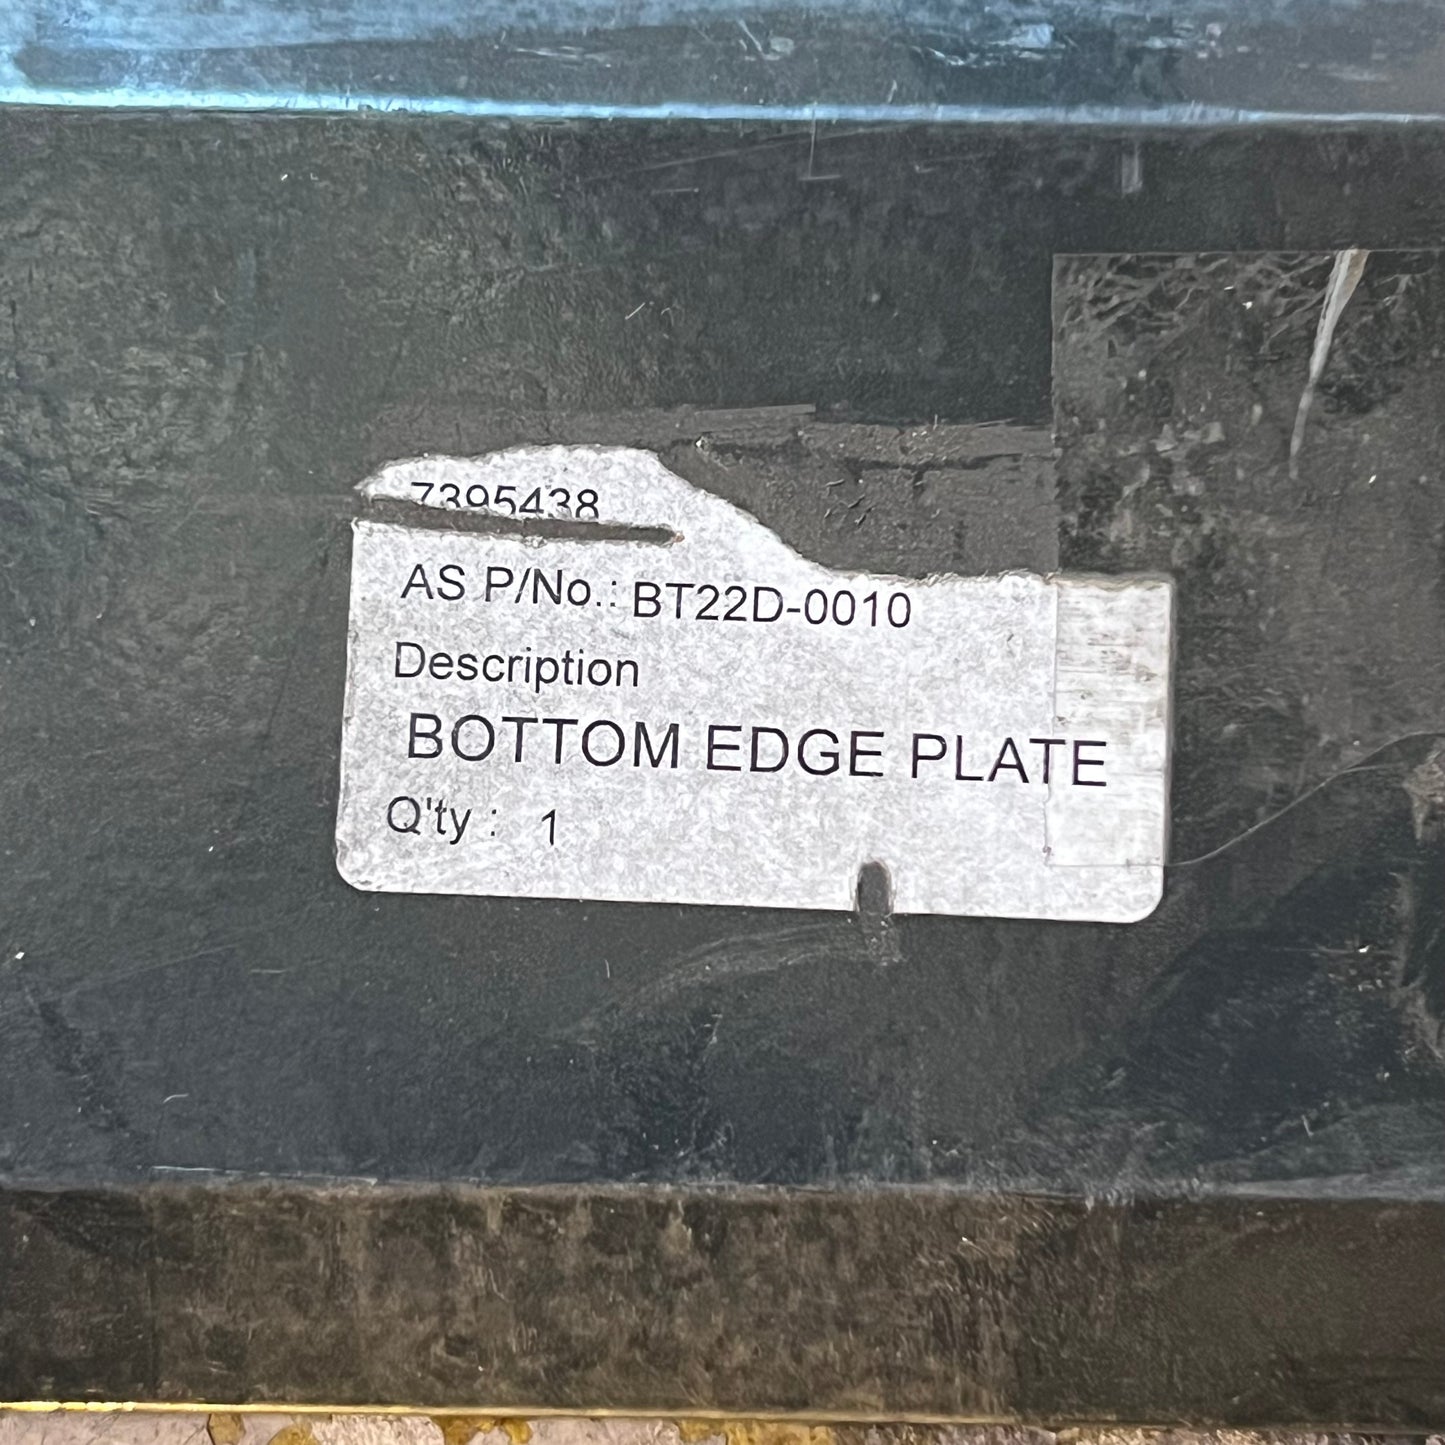 7395438
AS P/No.: BT22D-0010
Description
BOTTOM EDGE PLATE
Q'ty : 1